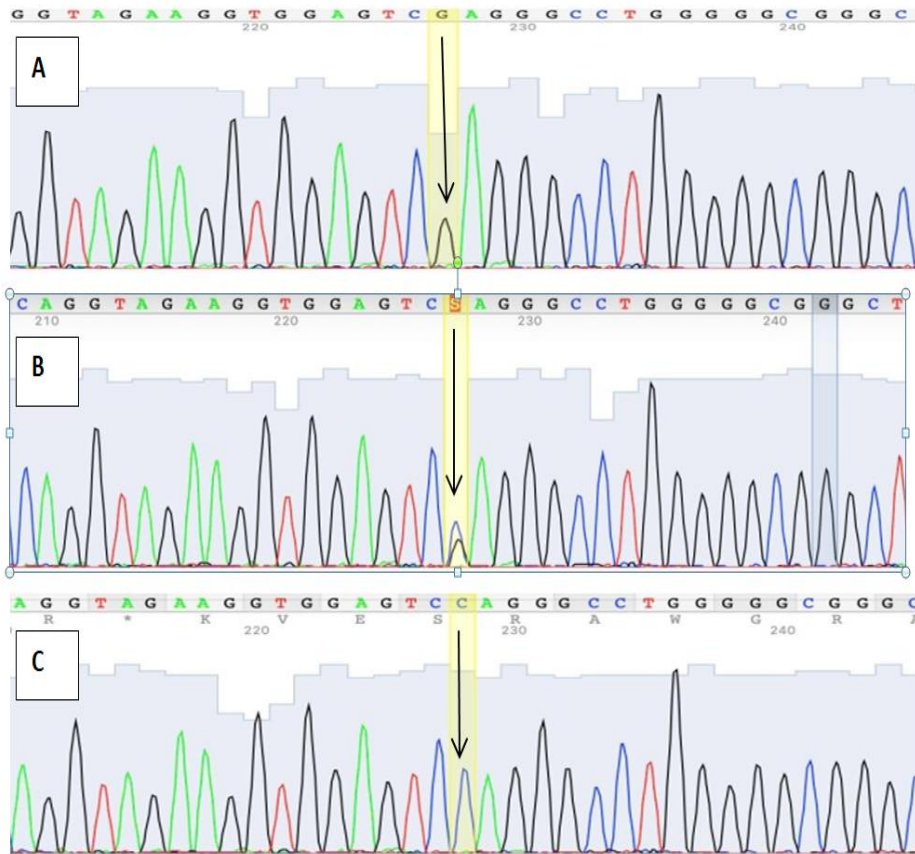 G G T A G A A G G T G G A G T C G A G G G C C T G G G G G C G G G C
220 230 240
A
C A G G T A G A A G G T G G A G T C S A G G G C C T G G G G G C G G G C T
210 220 230 240
B
A G G T A G A A G G T G G A G T C C A G G G C C T G G G G G C G G G C
R * K V E S R A W G R A
220 230 240
C